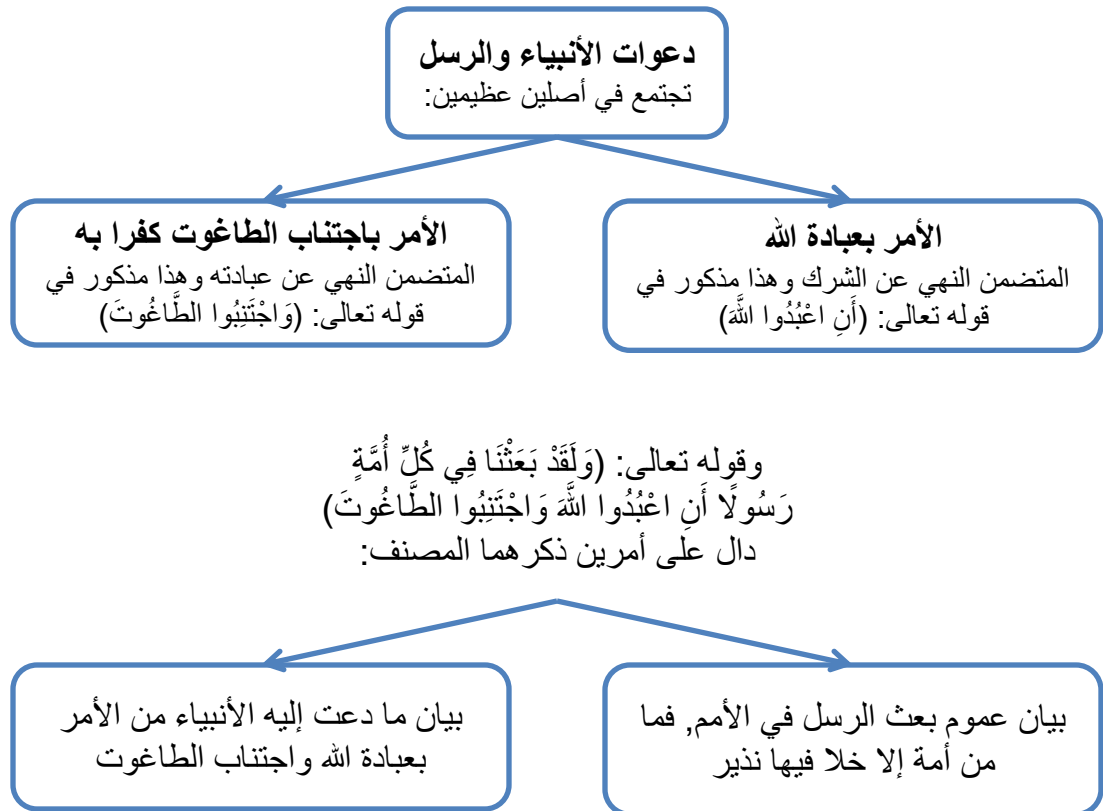 دعوات الأنبياء والرسل
تجتمع في أصلين عظيمين:
الأمر بعبادة الله
المتضمن النهي عن الشرك وهذا مذكور في
قوله تعالى: (أَنِ اعْبُدُوا اللَّهَ)
الأمر باجتناب الطاغوت كفرا به
المتضمن النهي عن عبادته وهذا مذكور في
قوله تعالى: (وَاجْتَنِبُوا الطَّاغُوتَ)
وقوله تعالى: (وَلَقَدْ بَعَثْنَا فِي كُلِّ أُمَّةٍ
رَسُولًا أَنِ اعْبُدُوا اللَّهَ وَاجْتَنِبُوا الطَّاغُوتَ)
دال على أمرين ذكرهما المصنف:
بيان عموم بعث الرسل في الأمم, فما
من أمة إلا خلا فيها نذير
بيان ما دعت إليه الأنبياء من الأمر
بعبادة الله واجتناب الطاغوت